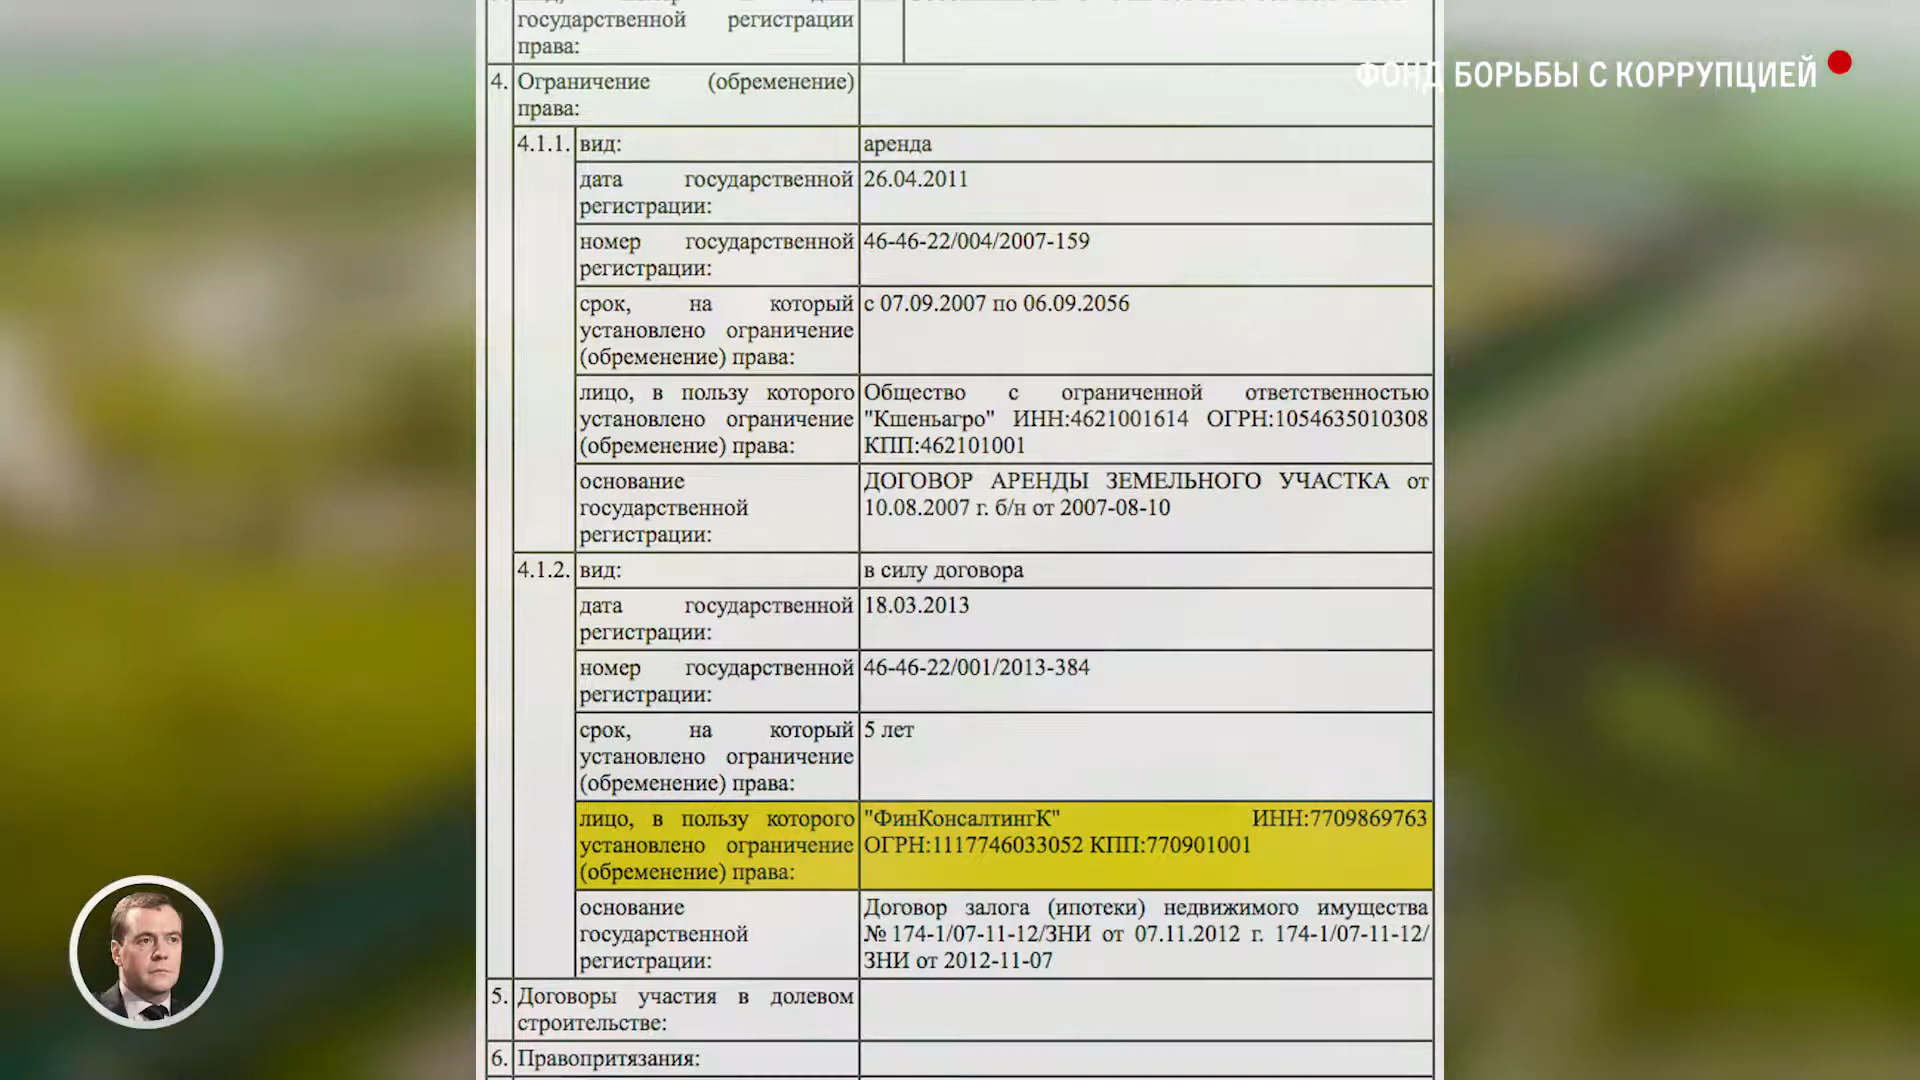 государственной регистрации
права:
ФОНД БОРЬБЫ С КОРРУПЦИЕЙ
4. Ограничение (обременение)
права:
4.1.1. вид: аренда
дата государственной 26.04.2011
регистрации:
номер государственной 46-46-22/004/2007-159
регистрации:
срок, на который с 07.09.2007 по 06.09.2056
установлено ограничение
(обременение) права:
лицо, в пользу которого Общество с ограниченной ответственностью
установлено ограничение "Кшеньагро" ИНН:4621001614 ОГРН:1054635010308
(обременение) права: КПП:462101001
основание ДОГОВОР АРЕНДЫ ЗЕМЕЛЬНОГО УЧАСТКА от
государственной 10.08.2007 г. б/н от 2007-08-10
регистрации:
4.1.2. вид: в силу договора
дата государственной 18.03.2013
регистрации:
номер государственной 46-46-22/001/2013-384
регистрации:
срок, на который 5 лет
установлено ограничение
(обременение) права:
лицо, в пользу которого "ФинКонсалтингК" ИНН:7709869763
установлено ограничение ОГРН:1117746033052 КПП:770901001
(обременение) права:
основание Договор залога (ипотеки) недвижимого имущества
государственной № 174-1/07-11-12/ЗНИ от 07.11.2012 г. 174-1/07-11-12/
регистрации: ЗНИ от 2012-11-07
5. Договоры участия в долевом
строительстве:
6. Правопритязания: